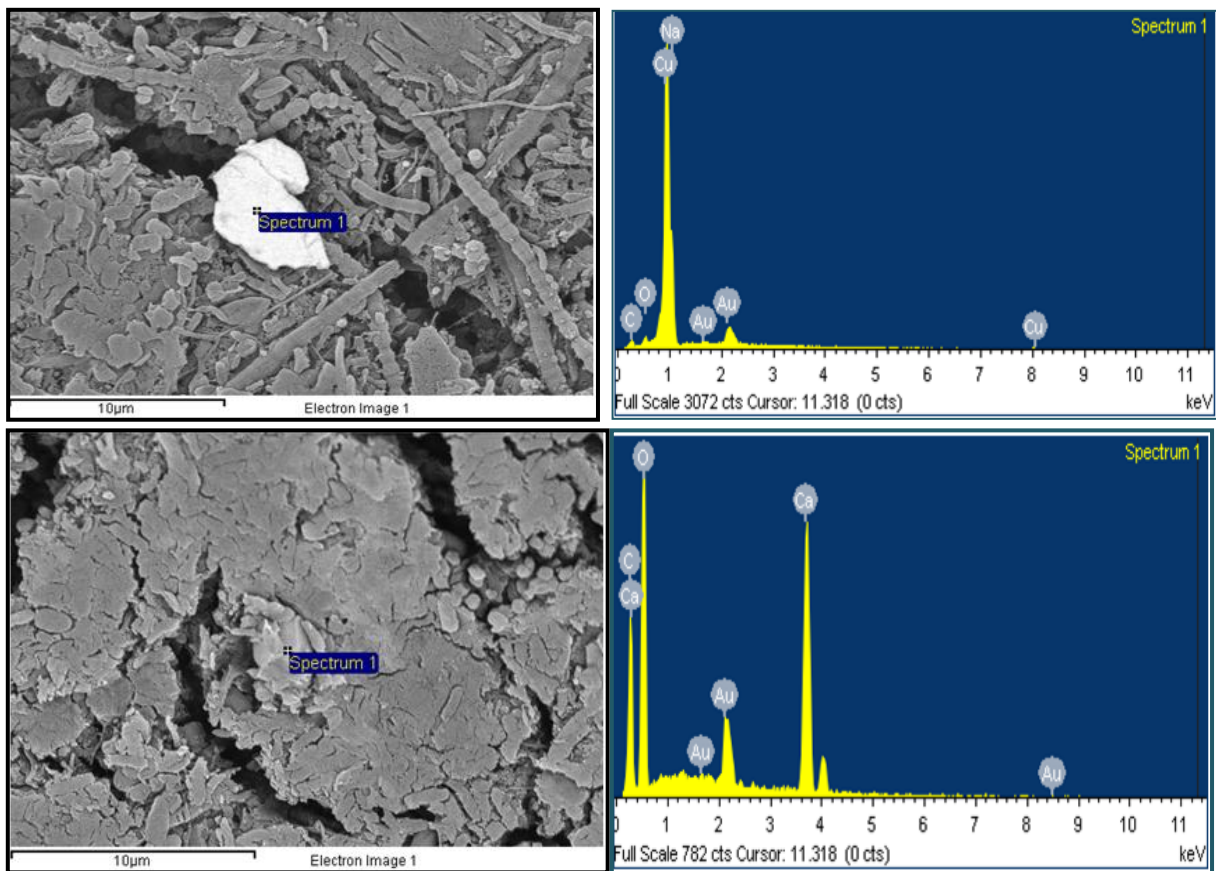 Spectrum 1
10µm Electron Image 1
Spectrum 1
Na
Cu
O
C
Au
Au
Cu
0 1 2 3 4 5 6 7 8 9 10 11
Full Scale 3072 cts Cursor: 11.318 (0 cts) keV
Spectrum 1
10µm Electron Image 1
Spectrum 1
O
Ca
C
Ca
Au
Au
Au
0 1 2 3 4 5 6 7 8 9 10 11
Full Scale 782 cts Cursor: 11.318 (0 cts) keV